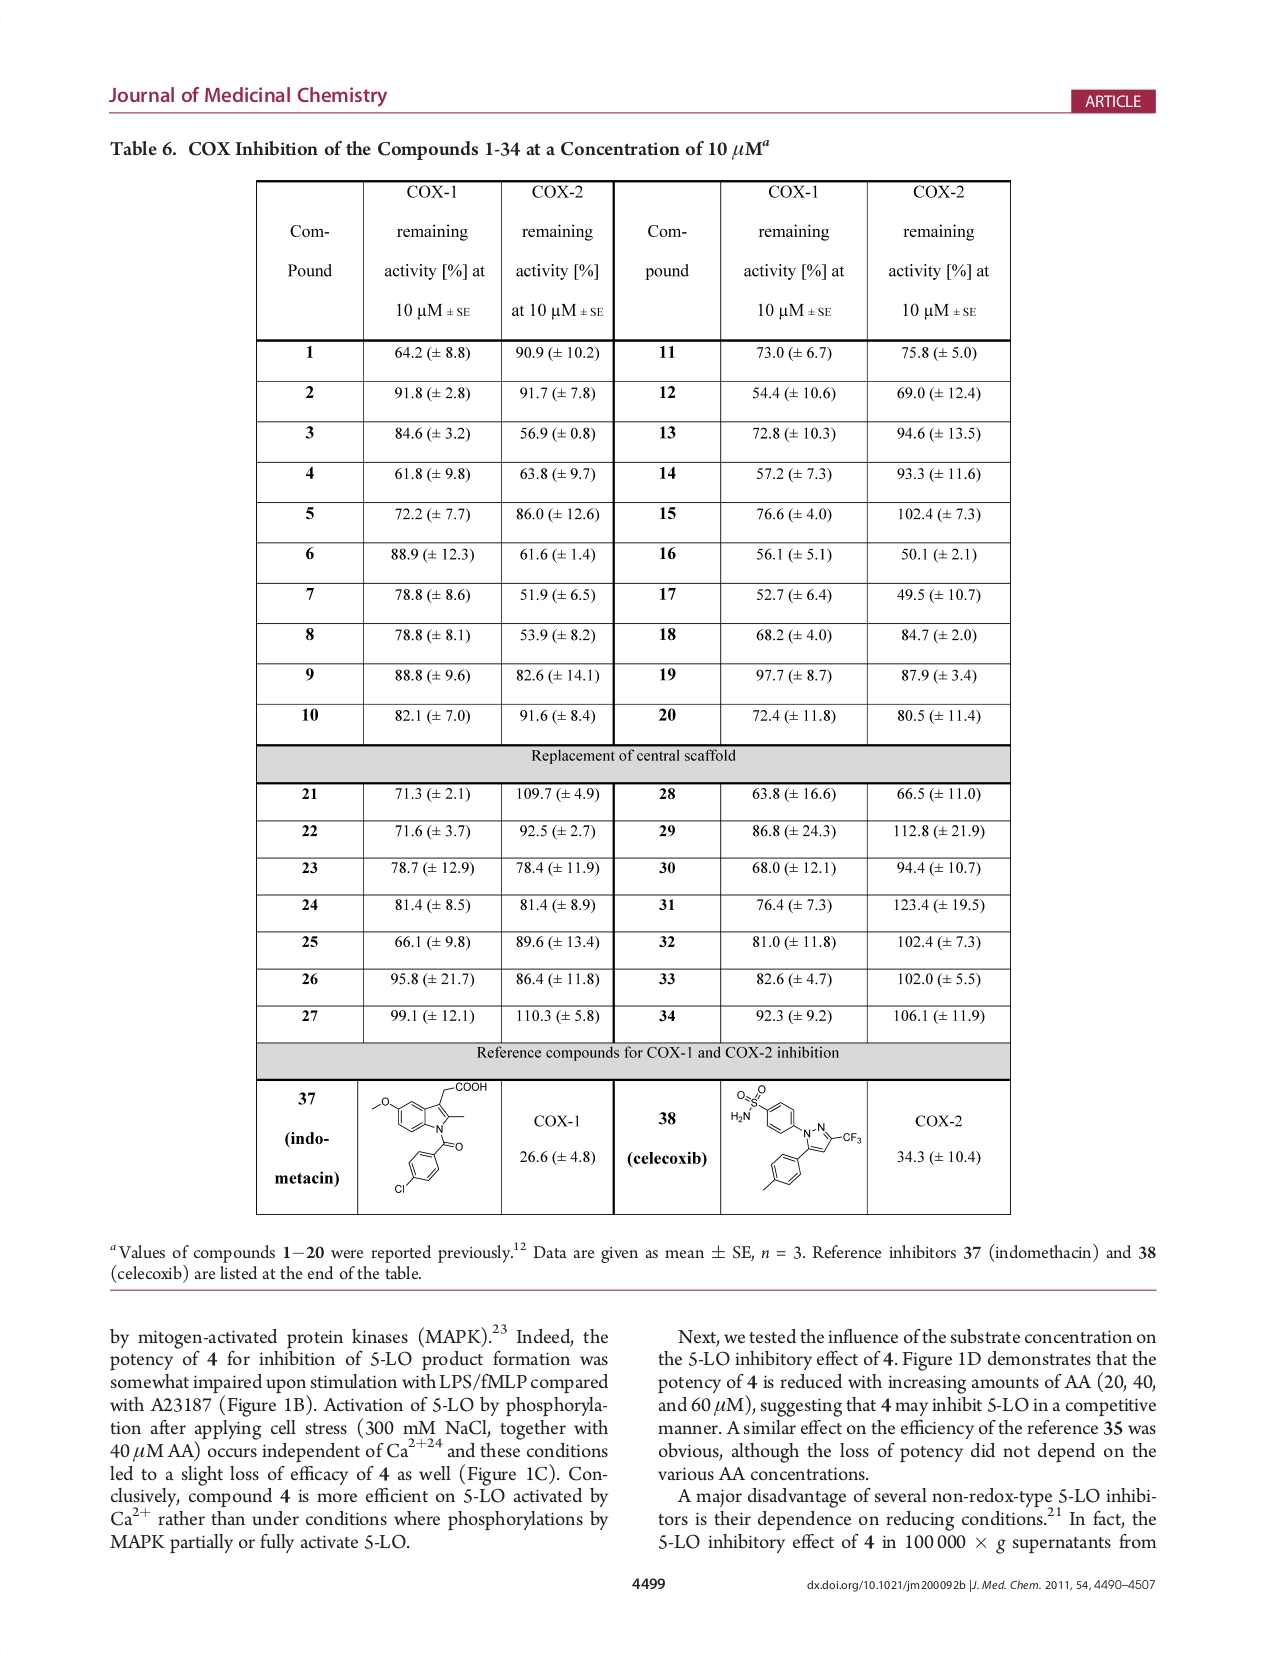 Journal of Medicinal Chemistry
ARTICLE
Table 6. COX Inhibition of the Compounds 1-34 at a Concentration of 10 μMᵃ
Com-Pound | COX-1 remaining activity [%] at 10 μM ± SE | COX-2 remaining activity [%] at 10 μM ± SE | Com-pound | COX-1 remaining activity [%] at 10 μM ± SE | COX-2 remaining activity [%] at 10 μM ± SE
1 64.2 (± 8.8) 90.9 (± 10.2) 11 73.0 (± 6.7) 75.8 (± 5.0)
2 91.8 (± 2.8) 91.7 (± 7.8) 12 54.4 (± 10.6) 69.0 (± 12.4)
3 84.6 (± 3.2) 56.9 (± 0.8) 13 72.8 (± 10.3) 94.6 (± 13.5)
4 61.8 (± 9.8) 63.8 (± 9.7) 14 57.2 (± 7.3) 93.3 (± 11.6)
5 72.2 (± 7.7) 86.0 (± 12.6) 15 76.6 (± 4.0) 102.4 (± 7.3)
6 88.9 (± 12.3) 61.6 (± 1.4) 16 56.1 (± 5.1) 50.1 (± 2.1)
7 78.8 (± 8.6) 51.9 (± 6.5) 17 52.7 (± 6.4) 49.5 (± 10.7)
8 78.8 (± 8.1) 53.9 (± 8.2) 18 68.2 (± 4.0) 84.7 (± 2.0)
9 88.8 (± 9.6) 82.6 (± 14.1) 19 97.7 (± 8.7) 87.9 (± 3.4)
10 82.1 (± 7.0) 91.6 (± 8.4) 20 72.4 (± 11.8) 80.5 (± 11.4)
Replacement of central scaffold
21 71.3 (± 2.1) 109.7 (± 4.9) 28 63.8 (± 16.6) 66.5 (± 11.0)
22 71.6 (± 3.7) 92.5 (± 2.7) 29 86.8 (± 24.3) 112.8 (± 21.9)
23 78.7 (± 12.9) 78.4 (± 11.9) 30 68.0 (± 12.1) 94.4 (± 10.7)
24 81.4 (± 8.5) 81.4 (± 8.9) 31 76.4 (± 7.3) 123.4 (± 19.5)
25 66.1 (± 9.8) 89.6 (± 13.4) 32 81.0 (± 11.8) 102.4 (± 7.3)
26 95.8 (± 21.7) 86.4 (± 11.8) 33 82.6 (± 4.7) 102.0 (± 5.5)
27 99.1 (± 12.1) 110.3 (± 5.8) 34 92.3 (± 9.2) 106.1 (± 11.9)
Reference compounds for COX-1 and COX-2 inhibition
37
(indo-
metacin)
COOH
O
N
O
Cl
COX-1
26.6 (± 4.8)
38
(celecoxib)
O
O
S
H₂N
N
N
CF₃
COX-2
34.3 (± 10.4)
ᵃ Values of compounds 1−20 were reported previously.¹² Data are given as mean ± SE, n = 3. Reference inhibitors 37 (indomethacin) and 38
(celecoxib) are listed at the end of the table.
by mitogen-activated protein kinases (MAPK).²³ Indeed, the
potency of 4 for inhibition of 5-LO product formation was
somewhat impaired upon stimulation with LPS/fMLP compared
with A23187 (Figure 1B). Activation of 5-LO by phosphoryla-
tion after applying cell stress (300 mM NaCl, together with
40 μM AA) occurs independent of Ca²⁺²⁴ and these conditions
led to a slight loss of efficacy of 4 as well (Figure 1C). Con-
clusively, compound 4 is more efficient on 5-LO activated by
Ca²⁺ rather than under conditions where phosphorylations by
MAPK partially or fully activate 5-LO.
Next, we tested the influence of the substrate concentration on
the 5-LO inhibitory effect of 4. Figure 1D demonstrates that the
potency of 4 is reduced with increasing amounts of AA (20, 40,
and 60 μM), suggesting that 4 may inhibit 5-LO in a competitive
manner. A similar effect on the efficiency of the reference 35 was
obvious, although the loss of potency did not depend on the
various AA concentrations.
A major disadvantage of several non-redox-type 5-LO inhibi-
tors is their dependence on reducing conditions.²¹ In fact, the
5-LO inhibitory effect of 4 in 100 000 × g supernatants from
4499
dx.doi.org/10.1021/jm200092b |J. Med. Chem. 2011, 54, 4490–4507